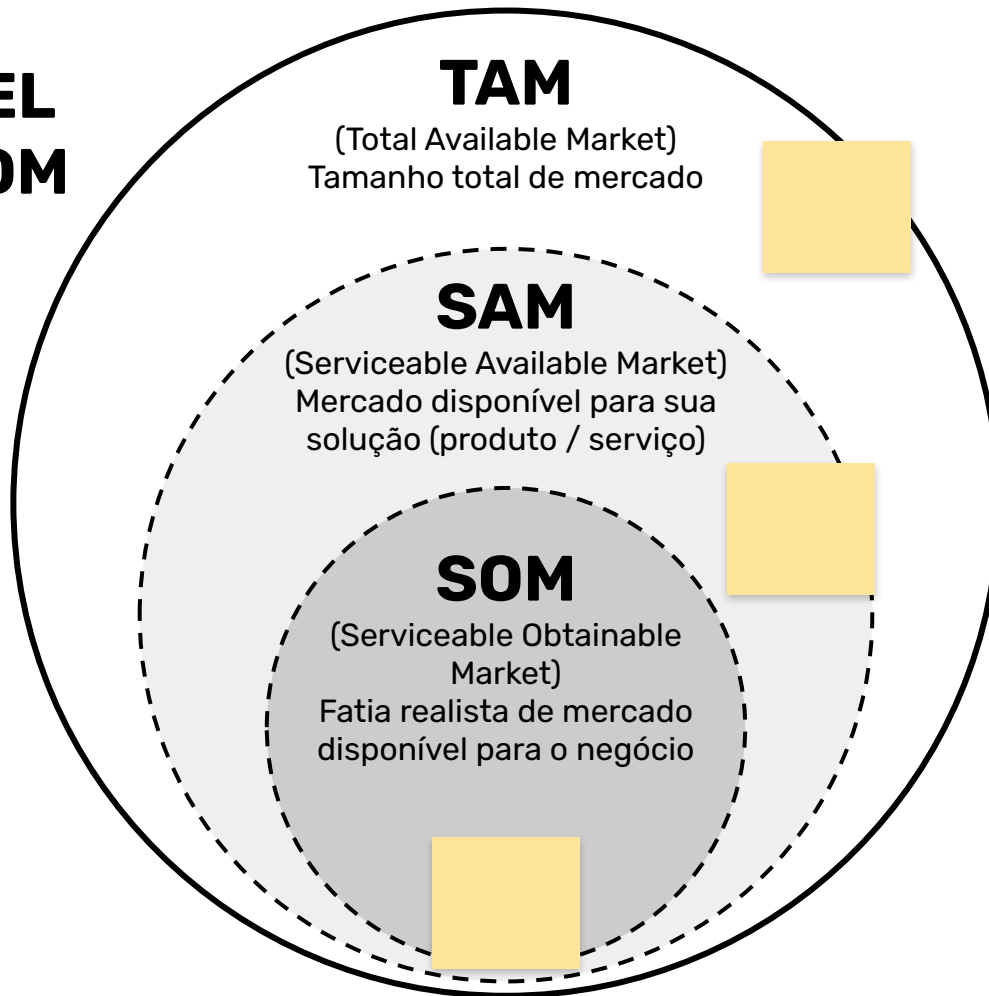 EL
OM
TAM
(Total Available Market)
Tamanho total de mercado
SAM
(Serviceable Available Market)
Mercado disponível para sua
solução (produto / serviço)
SOM
(Serviceable Obtainable
Market)
Fatia realista de mercado
disponível para o negócio